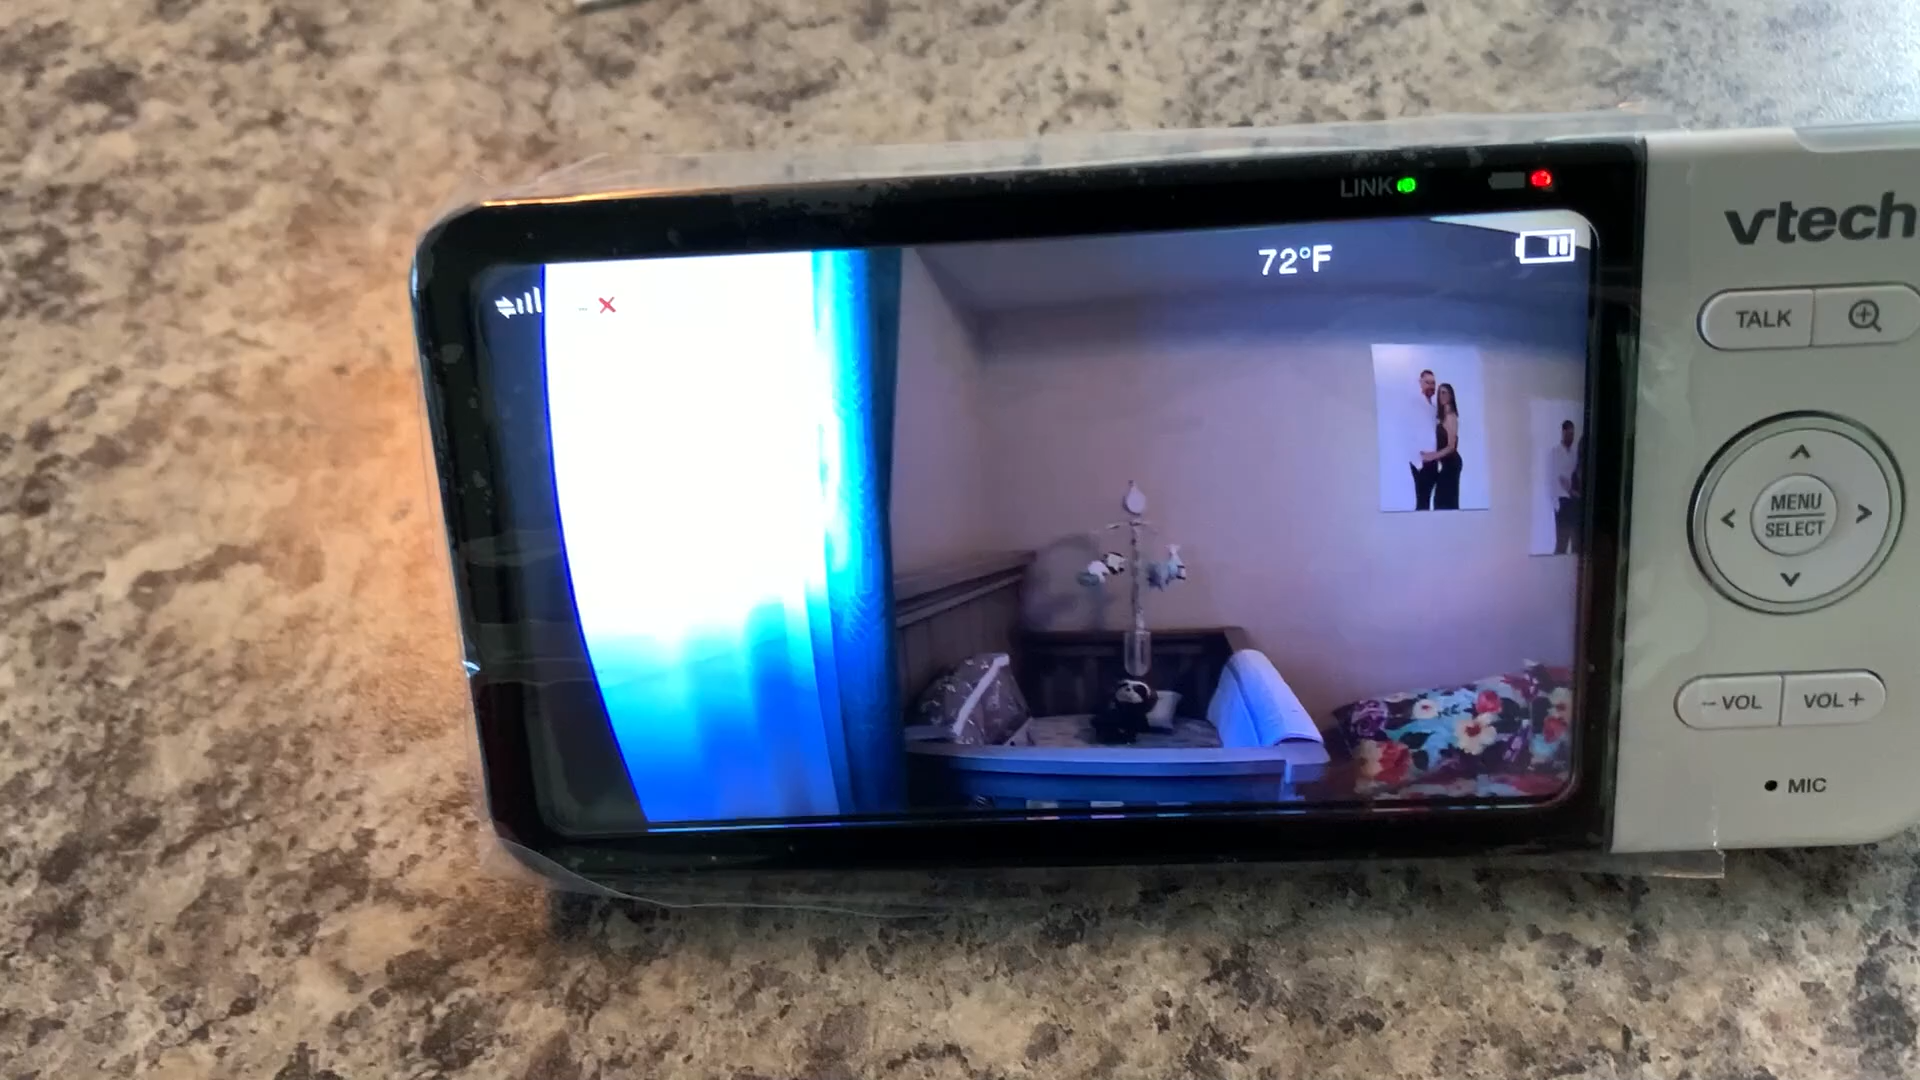 LINK
vtech
72°F
TALK
MENU
SELECT
- VOL
VOL +
MIC